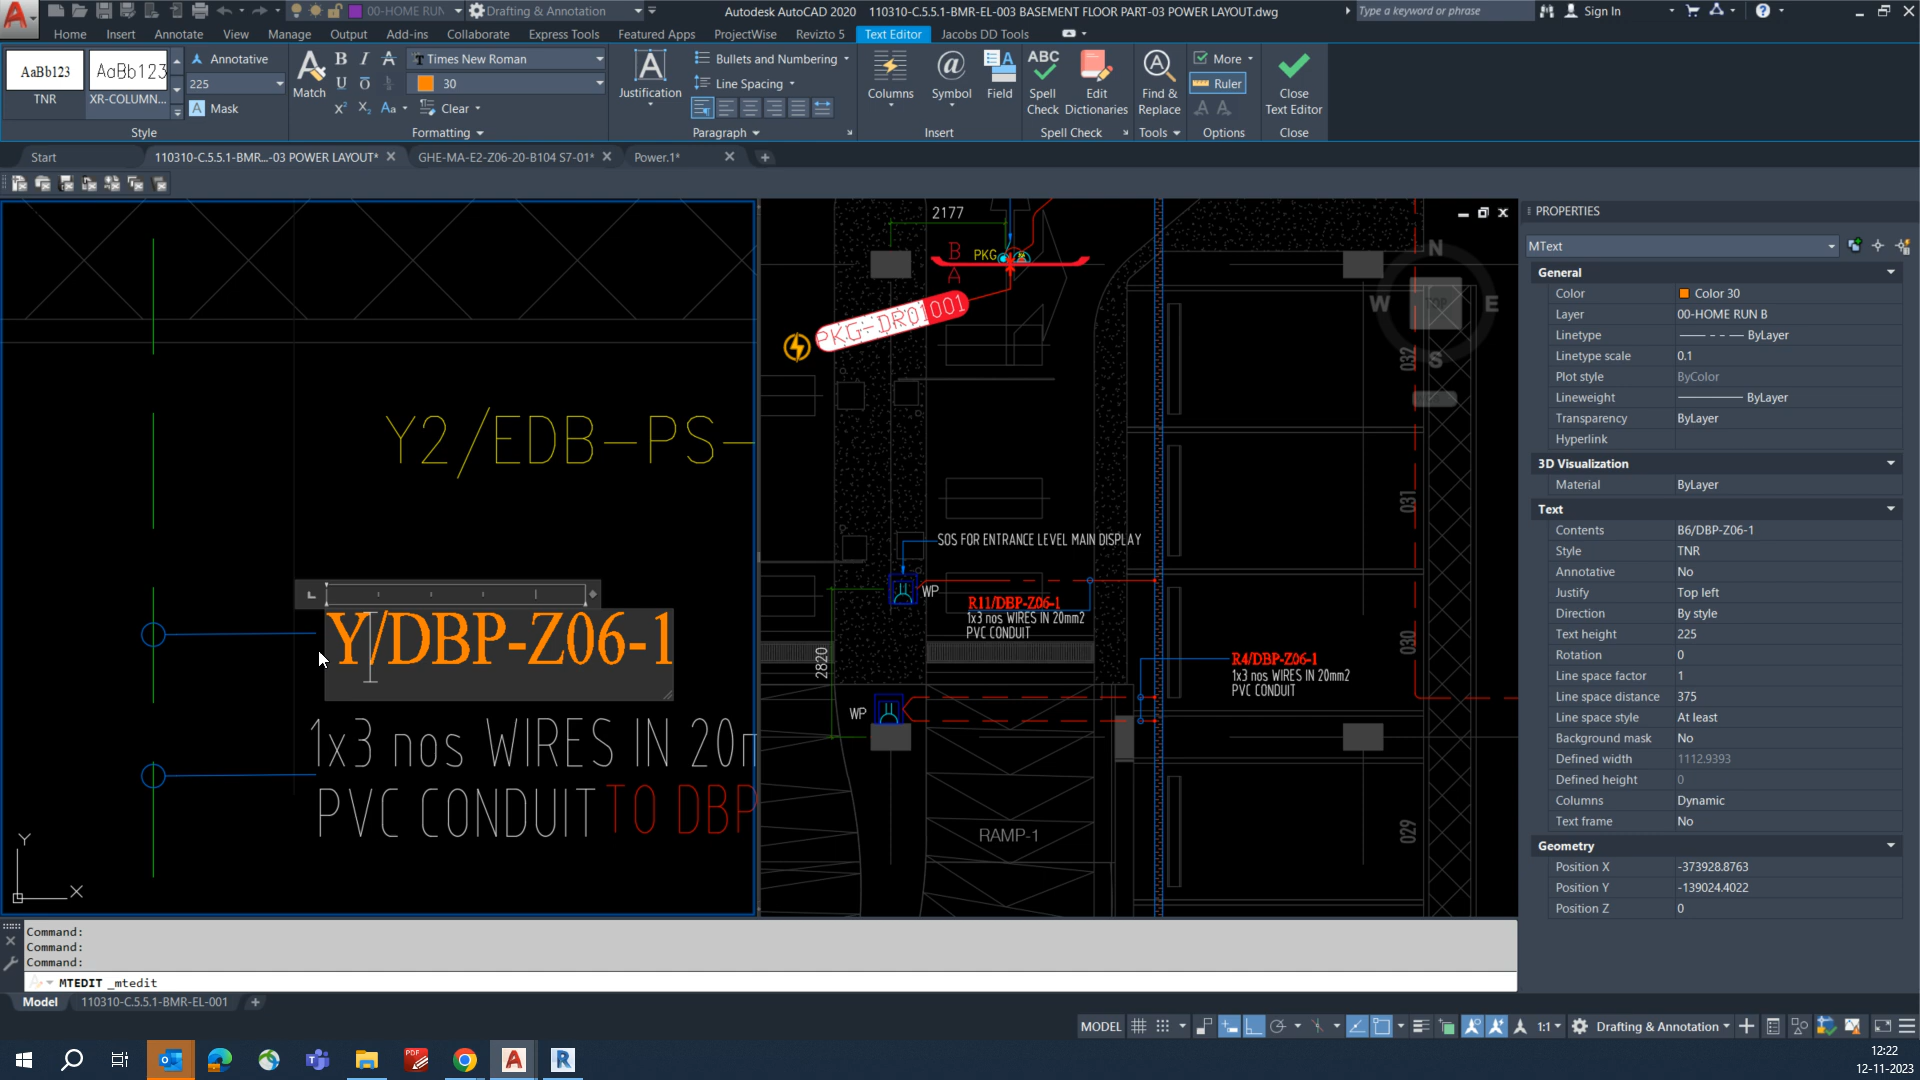 00-HOME RUN
Drafting & Annotation
Autodesk AutoCAD 2020 110310-C.5.5.1-BMR-EL-003 BASEMENT FLOOR PART-03 POWER LAYOUT.dwg
Type a keyword or phrase
Sign In
Home Insert Annotate View Manage Output Add-ins Collaborate Express Tools Featured Apps ProjectWise Revizto 5 Text Editor Jacobs DD Tools
AaBb123
TNR
AaBb123
XR-COLUMN...
Annotative
225
Mask
Style
Match
Times New Roman
30
Clear
Formatting
Justification
Bullets and Numbering
Line Spacing
Paragraph
Columns
Symbol
Field
Insert
ABC
Spell Check
Edit Dictionaries
Spell Check
Find & Replace
Tools
More
Ruler
Options
Close Text Editor
Close
Start
110310-C.5.5.1-BMR...-03 POWER LAYOUT*
GHE-MA-E2-Z06-20-B104 S7-01*
Power.1*
Y2/EDB-PS-
Y/DBP-Z06-1
1x3 nos WIRES IN 20m
PVC CONDUIT TO DBP
Y
X
2177
B
A
PKG
PKG-DR01001
SOS FOR ENTRANCE LEVEL MAIN DISPLAY
WP
R11/DBP-Z06-1
1x3 nos WIRES IN 20mm2
PVC CONDUIT
2820
WP
R4/DBP-Z06-1
1x3 nos WIRES IN 20mm2
PVC CONDUIT
RAMP-1
032
031
030
029
N
W
TOP
E
S
PROPERTIES
MText
General
Color Color 30
Layer 00-HOME RUN B
Linetype ByLayer
Linetype scale 0.1
Plot style ByColor
Lineweight ByLayer
Transparency ByLayer
Hyperlink
3D Visualization
Material ByLayer
Text
Contents B6/DBP-Z06-1
Style TNR
Annotative No
Justify Top left
Direction By style
Text height 225
Rotation 0
Line space factor 1
Line space distance 375
Line space style At least
Background mask No
Defined width 1112.9393
Defined height 0
Columns Dynamic
Text frame No
Geometry
Position X -373928.8763
Position Y -139024.4022
Position Z 0
Command:
Command:
Command:
MTEDIT _mtedit
Model 110310-C.5.5.1-BMR-EL-001
MODEL
1:1
Drafting & Annotation
12:22
12-11-2023